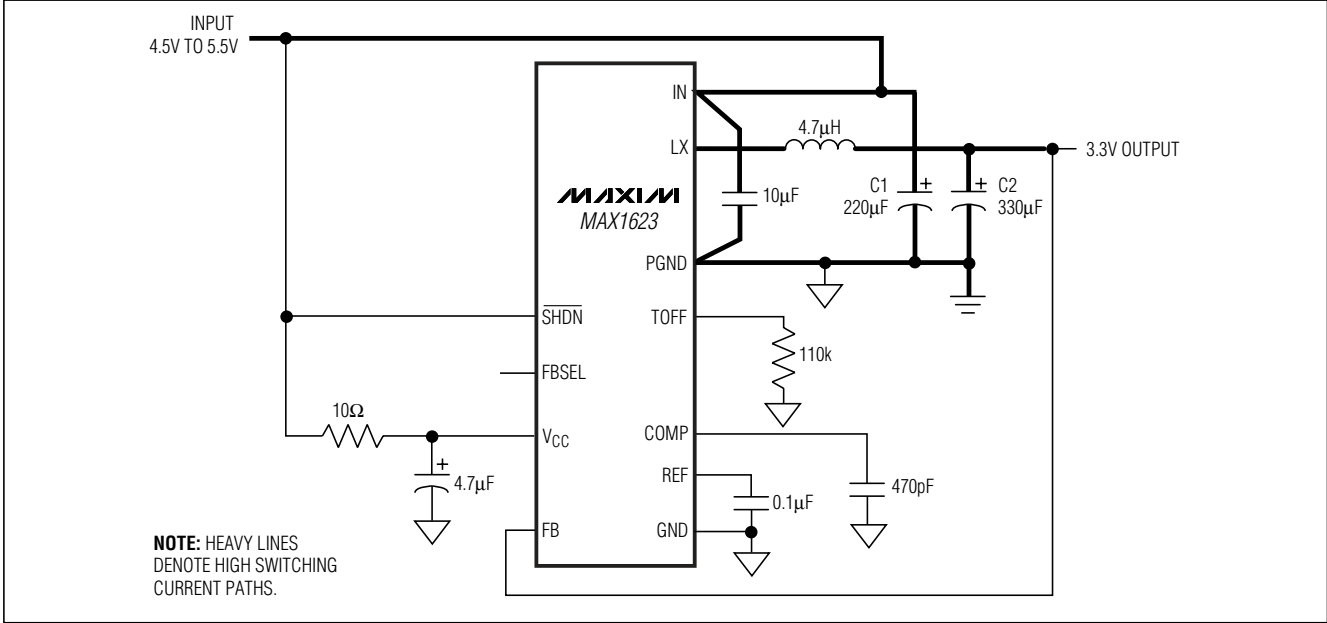 INPUT
4.5V TO 5.5V
IN
4.7µH
LX
3.3V OUTPUT
MAXIM
MAX1623
10µF
C1
220µF
+
+
C2
330µF
PGND
SHDN
TOFF
110k
FBSEL
10Ω
VCC
COMP
+
4.7µF
REF
0.1µF
470pF
FB
GND
NOTE: HEAVY LINES
DENOTE HIGH SWITCHING
CURRENT PATHS.